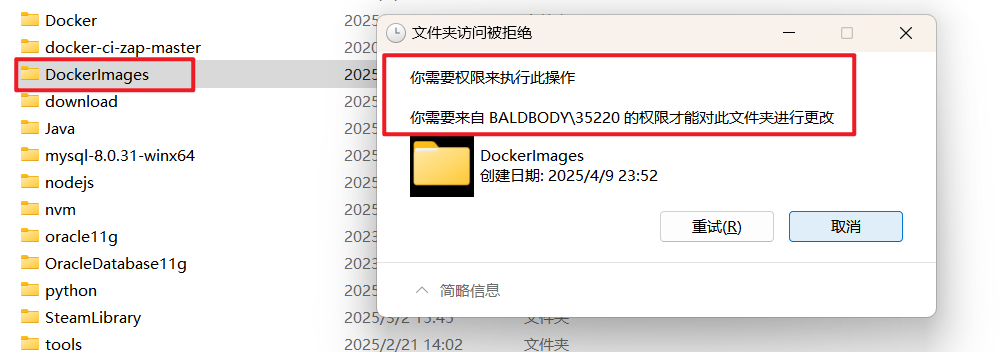 Docker
2025/
文件夹
docker-ci-zap-master
2020
DockerImages
2025
download
2025
Java
2025
mysql-8.0.31-winx64
2025
nodejs
2025
nvm
2025
oracle11g
2023
OracleDatabase11g
2023
python
2025
SteamLibrary
2025/3/2 15:45
文件夹
tools
2025/2/21 14:02
文件夹
文件夹访问被拒绝
你需要权限来执行此操作
你需要来自 BALDBODY\35220 的权限才能对此文件夹进行更改
DockerImages
创建日期: 2025/4/9 23:52
重试(R)
取消
简略信息